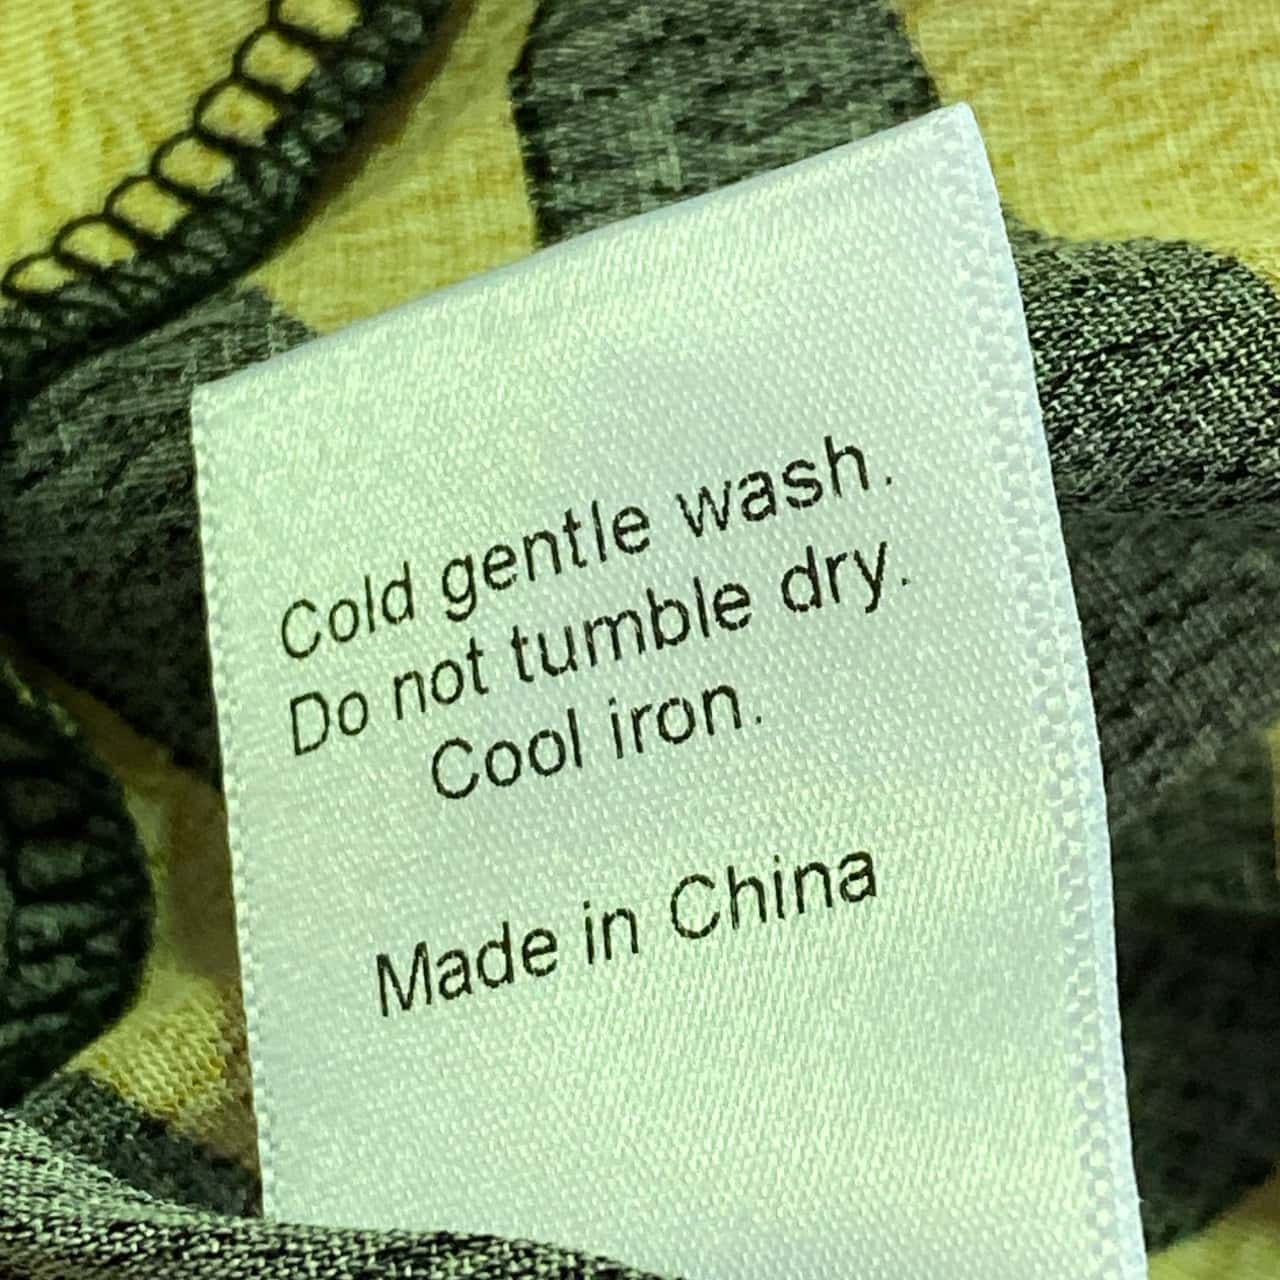 Cold gentle wash.
Do not tumble dry.
Cool iron.
Made in China